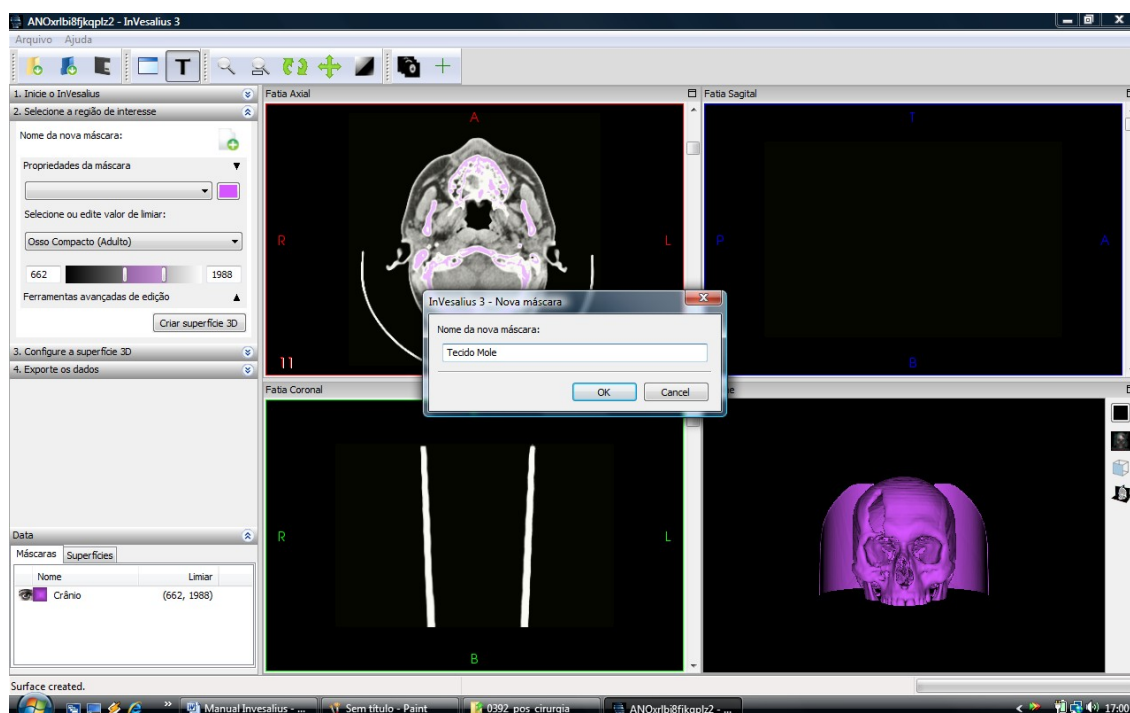 ANOxrlbi8fjkqplz2 - InVesalius 3
Arquivo Ajuda
T
1. Inicie o InVesalius
2. Selecione a região de interesse
Nome da nova máscara:
Propriedades da máscara
Selecione ou edite valor de limiar:
Osso Compacto (Adulto)
662
1988
Ferramentas avançadas de edição
Criar superfície 3D
3. Configure a superfície 3D
4. Exporte os dados
Data
Máscaras Superfícies
Nome Limiar
Crânio (662, 1988)
Fatia Axial
A
R
L
11
Fatia Sagital
T
P
A
B
Fatia Coronal
R
L
B
InVesalius 3 - Nova máscara
Nome da nova máscara:
Tecido Mole
OK Cancel
Surface created.
Manual Invesalius - ...
Sem título - Paint
0392_pos_cirurgia
ANOxrlbi8fjkqplz2 - ...
17:00